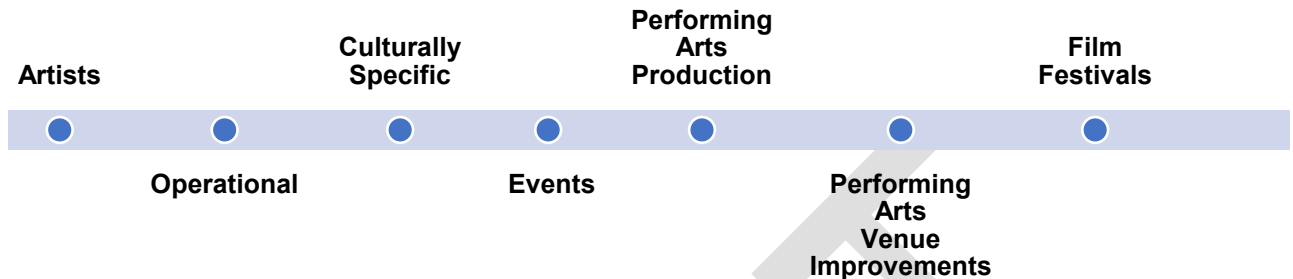 Artists
Operational
Culturally
Specific
Events
Performing
Arts
Production
Performing
Arts
Venue
Improvements
Film
Festivals